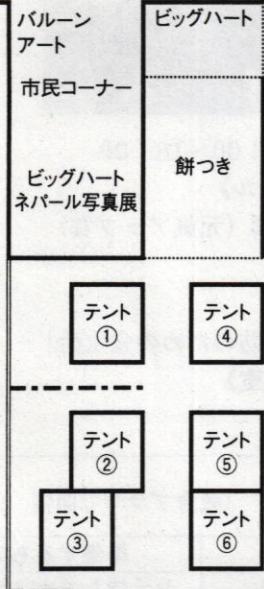 バルーン
アート
市民コーナー
ビッグハート
ネパール写真展
ビッグハート
餅つき
テント
①
テント
④
テント
②
テント
⑤
テント
③
テント
⑥